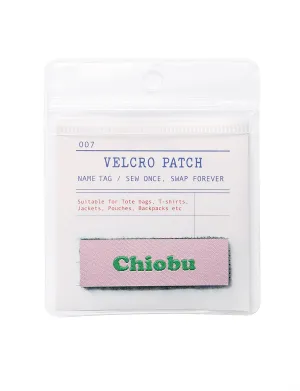 007
VELCRO PATCH
NAME TAG / SEW ONCE, SWAP FOREVER
Suitable for Tote Bags, T-shirts,
Jackets, Pouches, Backpacks etc
Chiobu